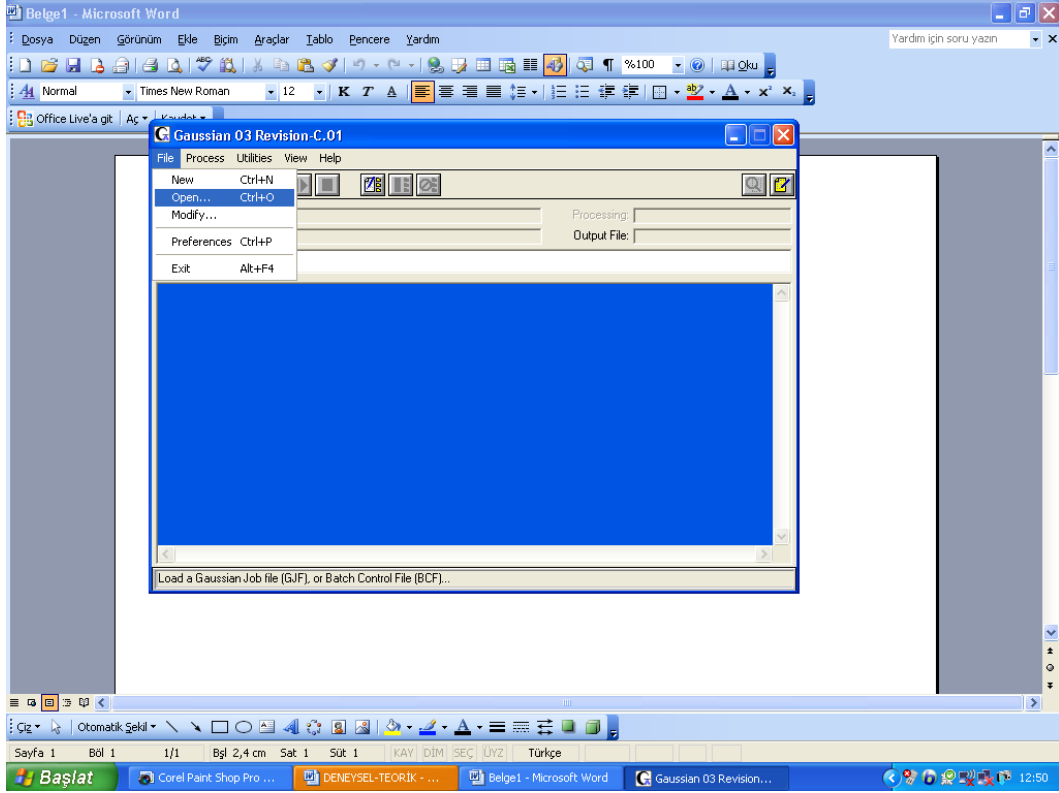 Belge1 - Microsoft Word
Dosya Düzen Görünüm Ekle Biçim Araçlar Tablo Pencere Yardım Yardım için soru yazın
%100 Oku
Normal Times New Roman 12 K T A
Office Live'a git Aç Kaydet
Gaussian 03 Revision-C.01
File Process Utilities View Help
New Ctrl+N
Open... Ctrl+O
Modify...
Processing:
Preferences Ctrl+P
Output File:
Exit Alt+F4
Load a Gaussian Job file (GJF), or Batch Control File (BCF)...
Çiz Otomatik Şekil
Sayfa 1 Böl 1 1/1 Bşl 2,4 cm Sat 1 Süt 1 KAY DİM SEÇ ÜYZ Türkçe
Başlat Corel Paint Shop Pro ... DENEYSEL-TEORİK - ... Belge1 - Microsoft Word Gaussian 03 Revision... 12:50